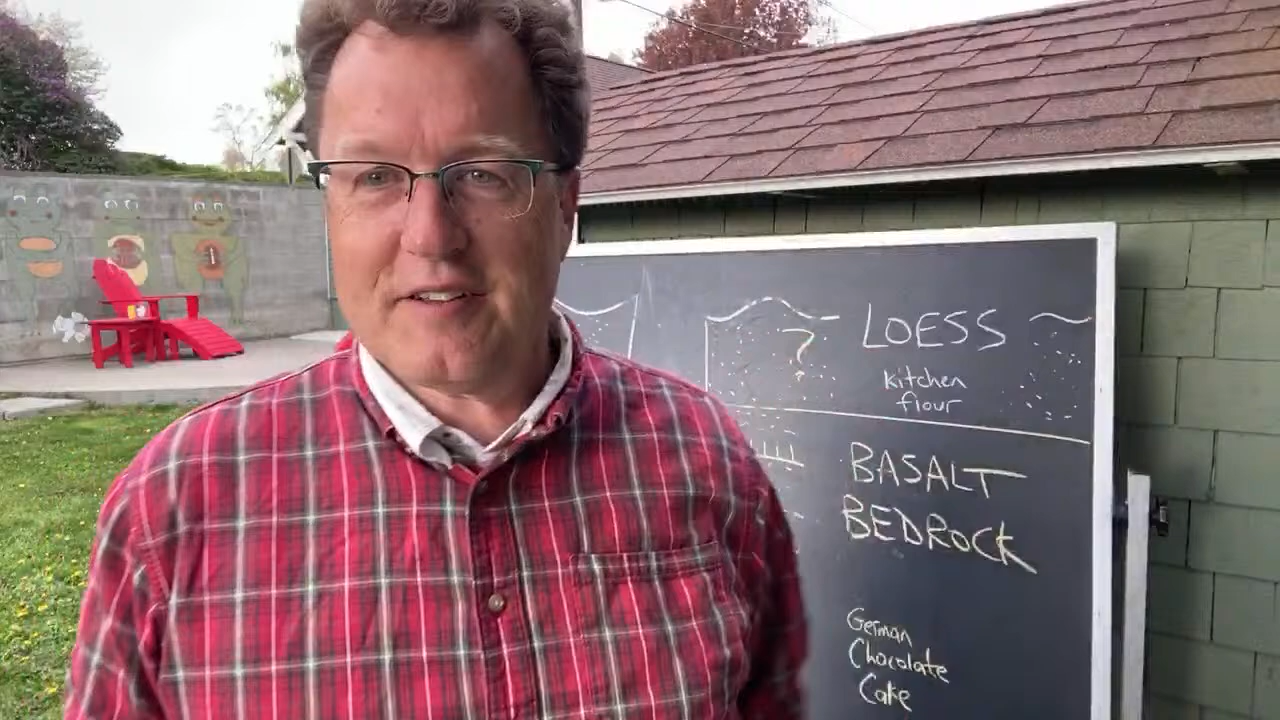 ? LOESS
kitchen
flour
BASALT
BEDROCK
German
Chocolate
Cake